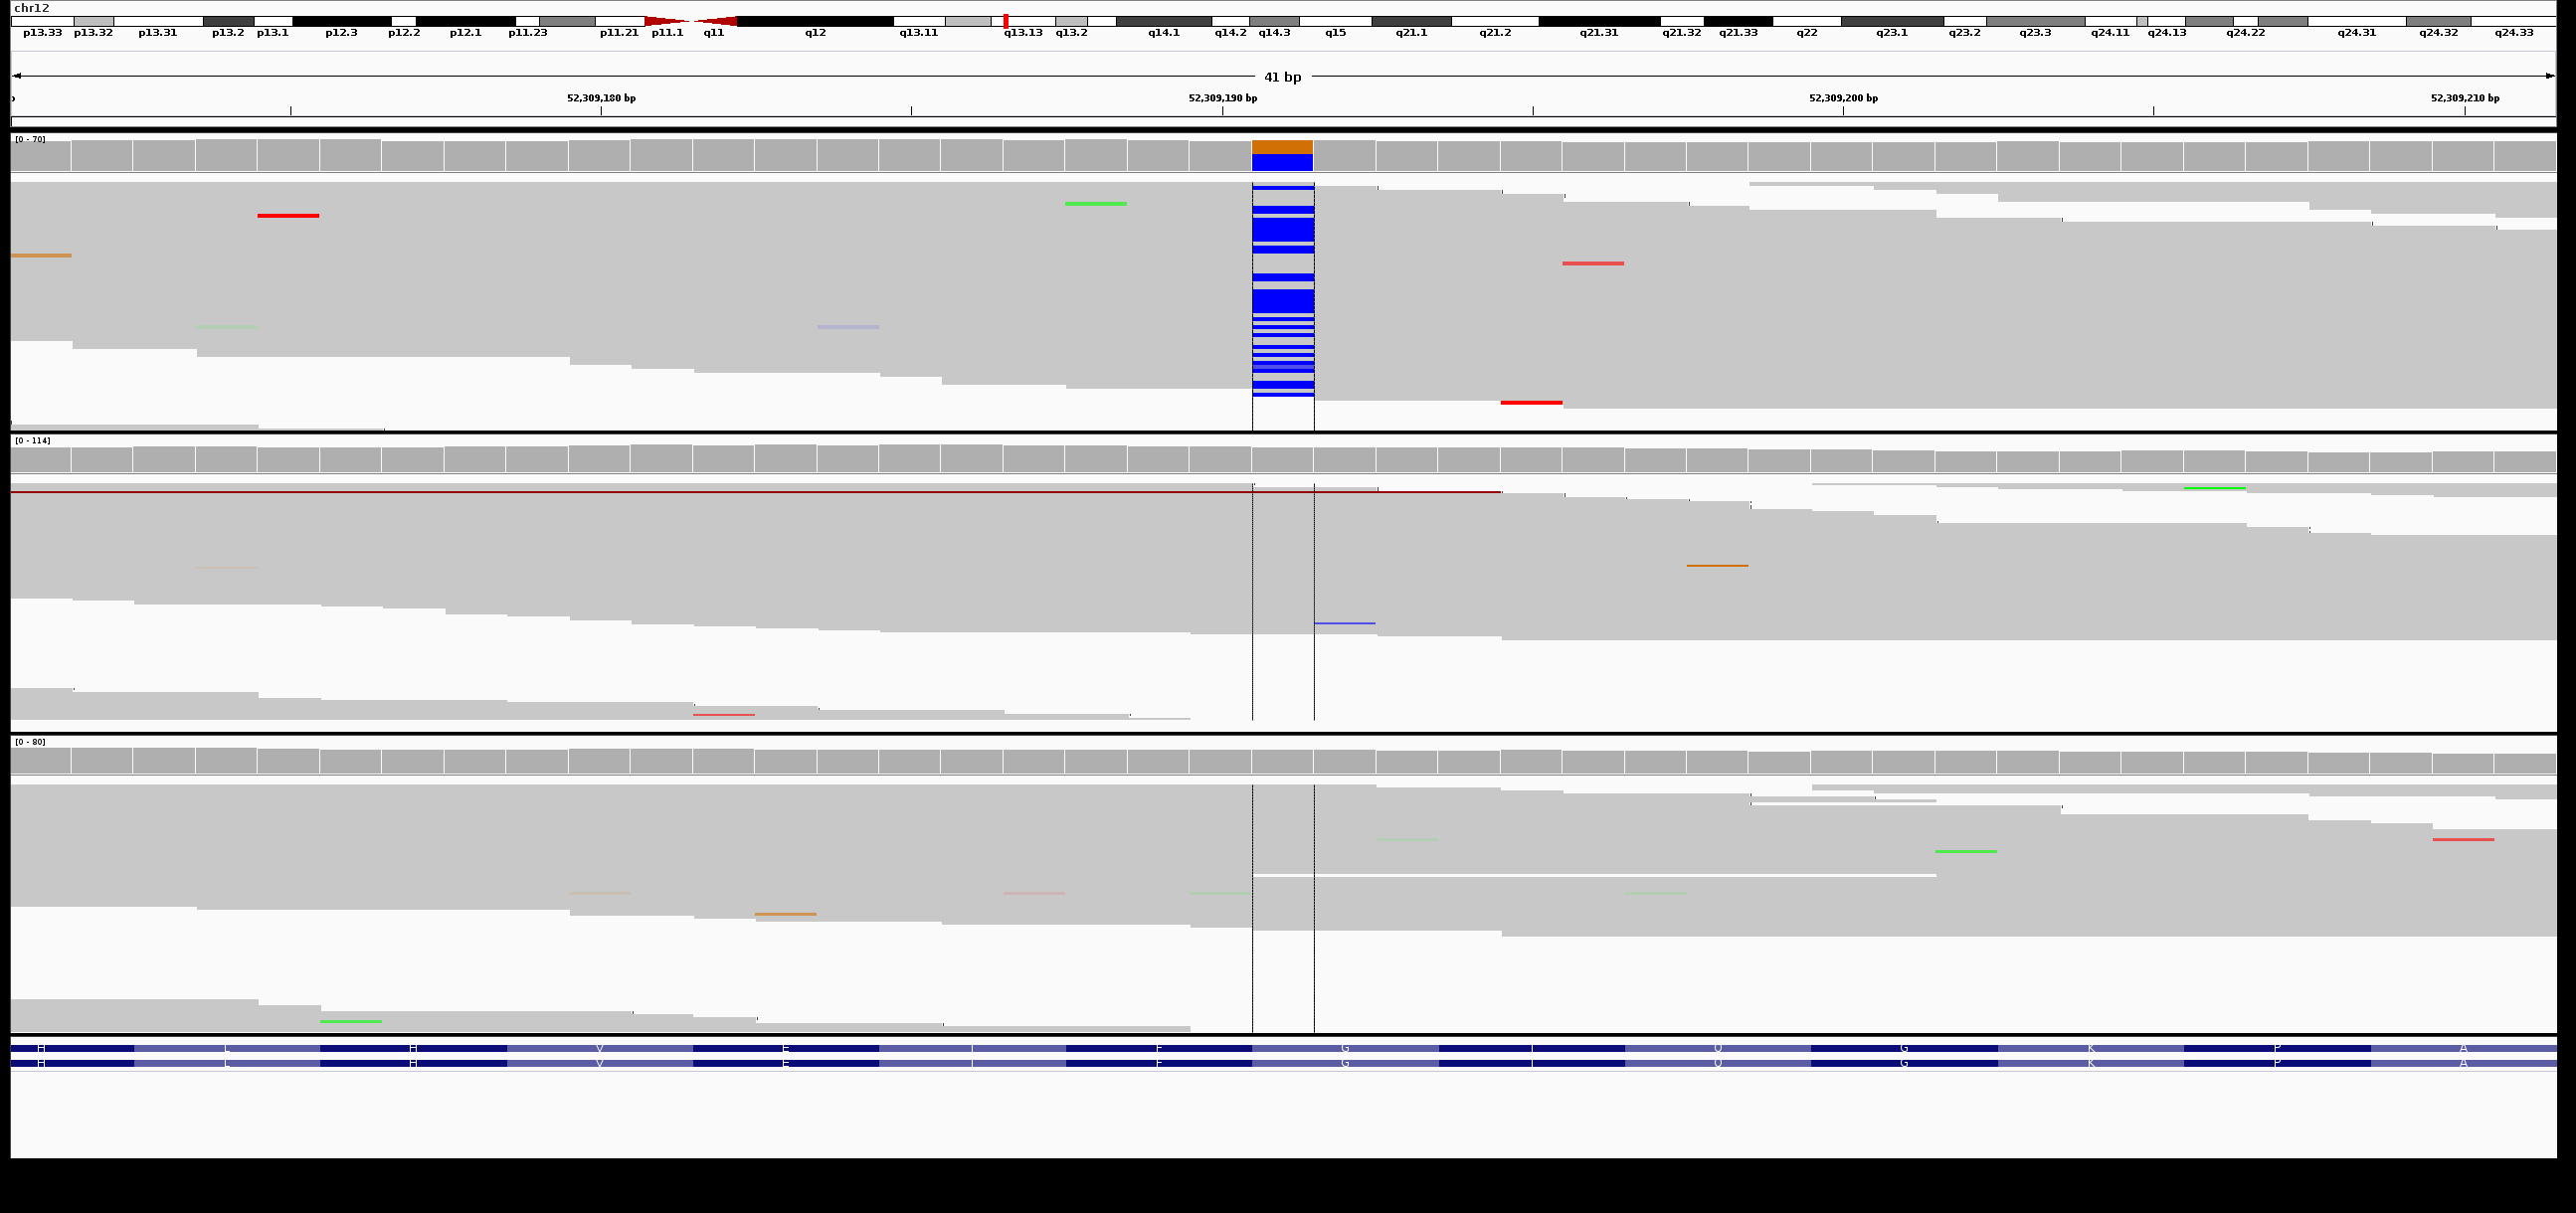 chr12
p13.33 p13.32 p13.31 p13.2 p13.1 p12.3 p12.2 p12.1 p11.23 p11.21 p11.1 q11 q12 q13.11 q13.13 q13.2 q14.1 q14.2 q14.3 q15 q21.1 q21.2 q21.31 q21.32 q21.33 q22 q23.1 q23.2 q23.3 q24.11 q24.13 q24.22 q24.31 q24.32 q24.33
41 bp
52,309,180 bp 52,309,190 bp 52,309,200 bp 52,309,210 bp
[0 - 70]
[0 - 114]
[0 - 80]
H L H V E I F G I Q G K P A
H L H V E I F G I Q G K P A